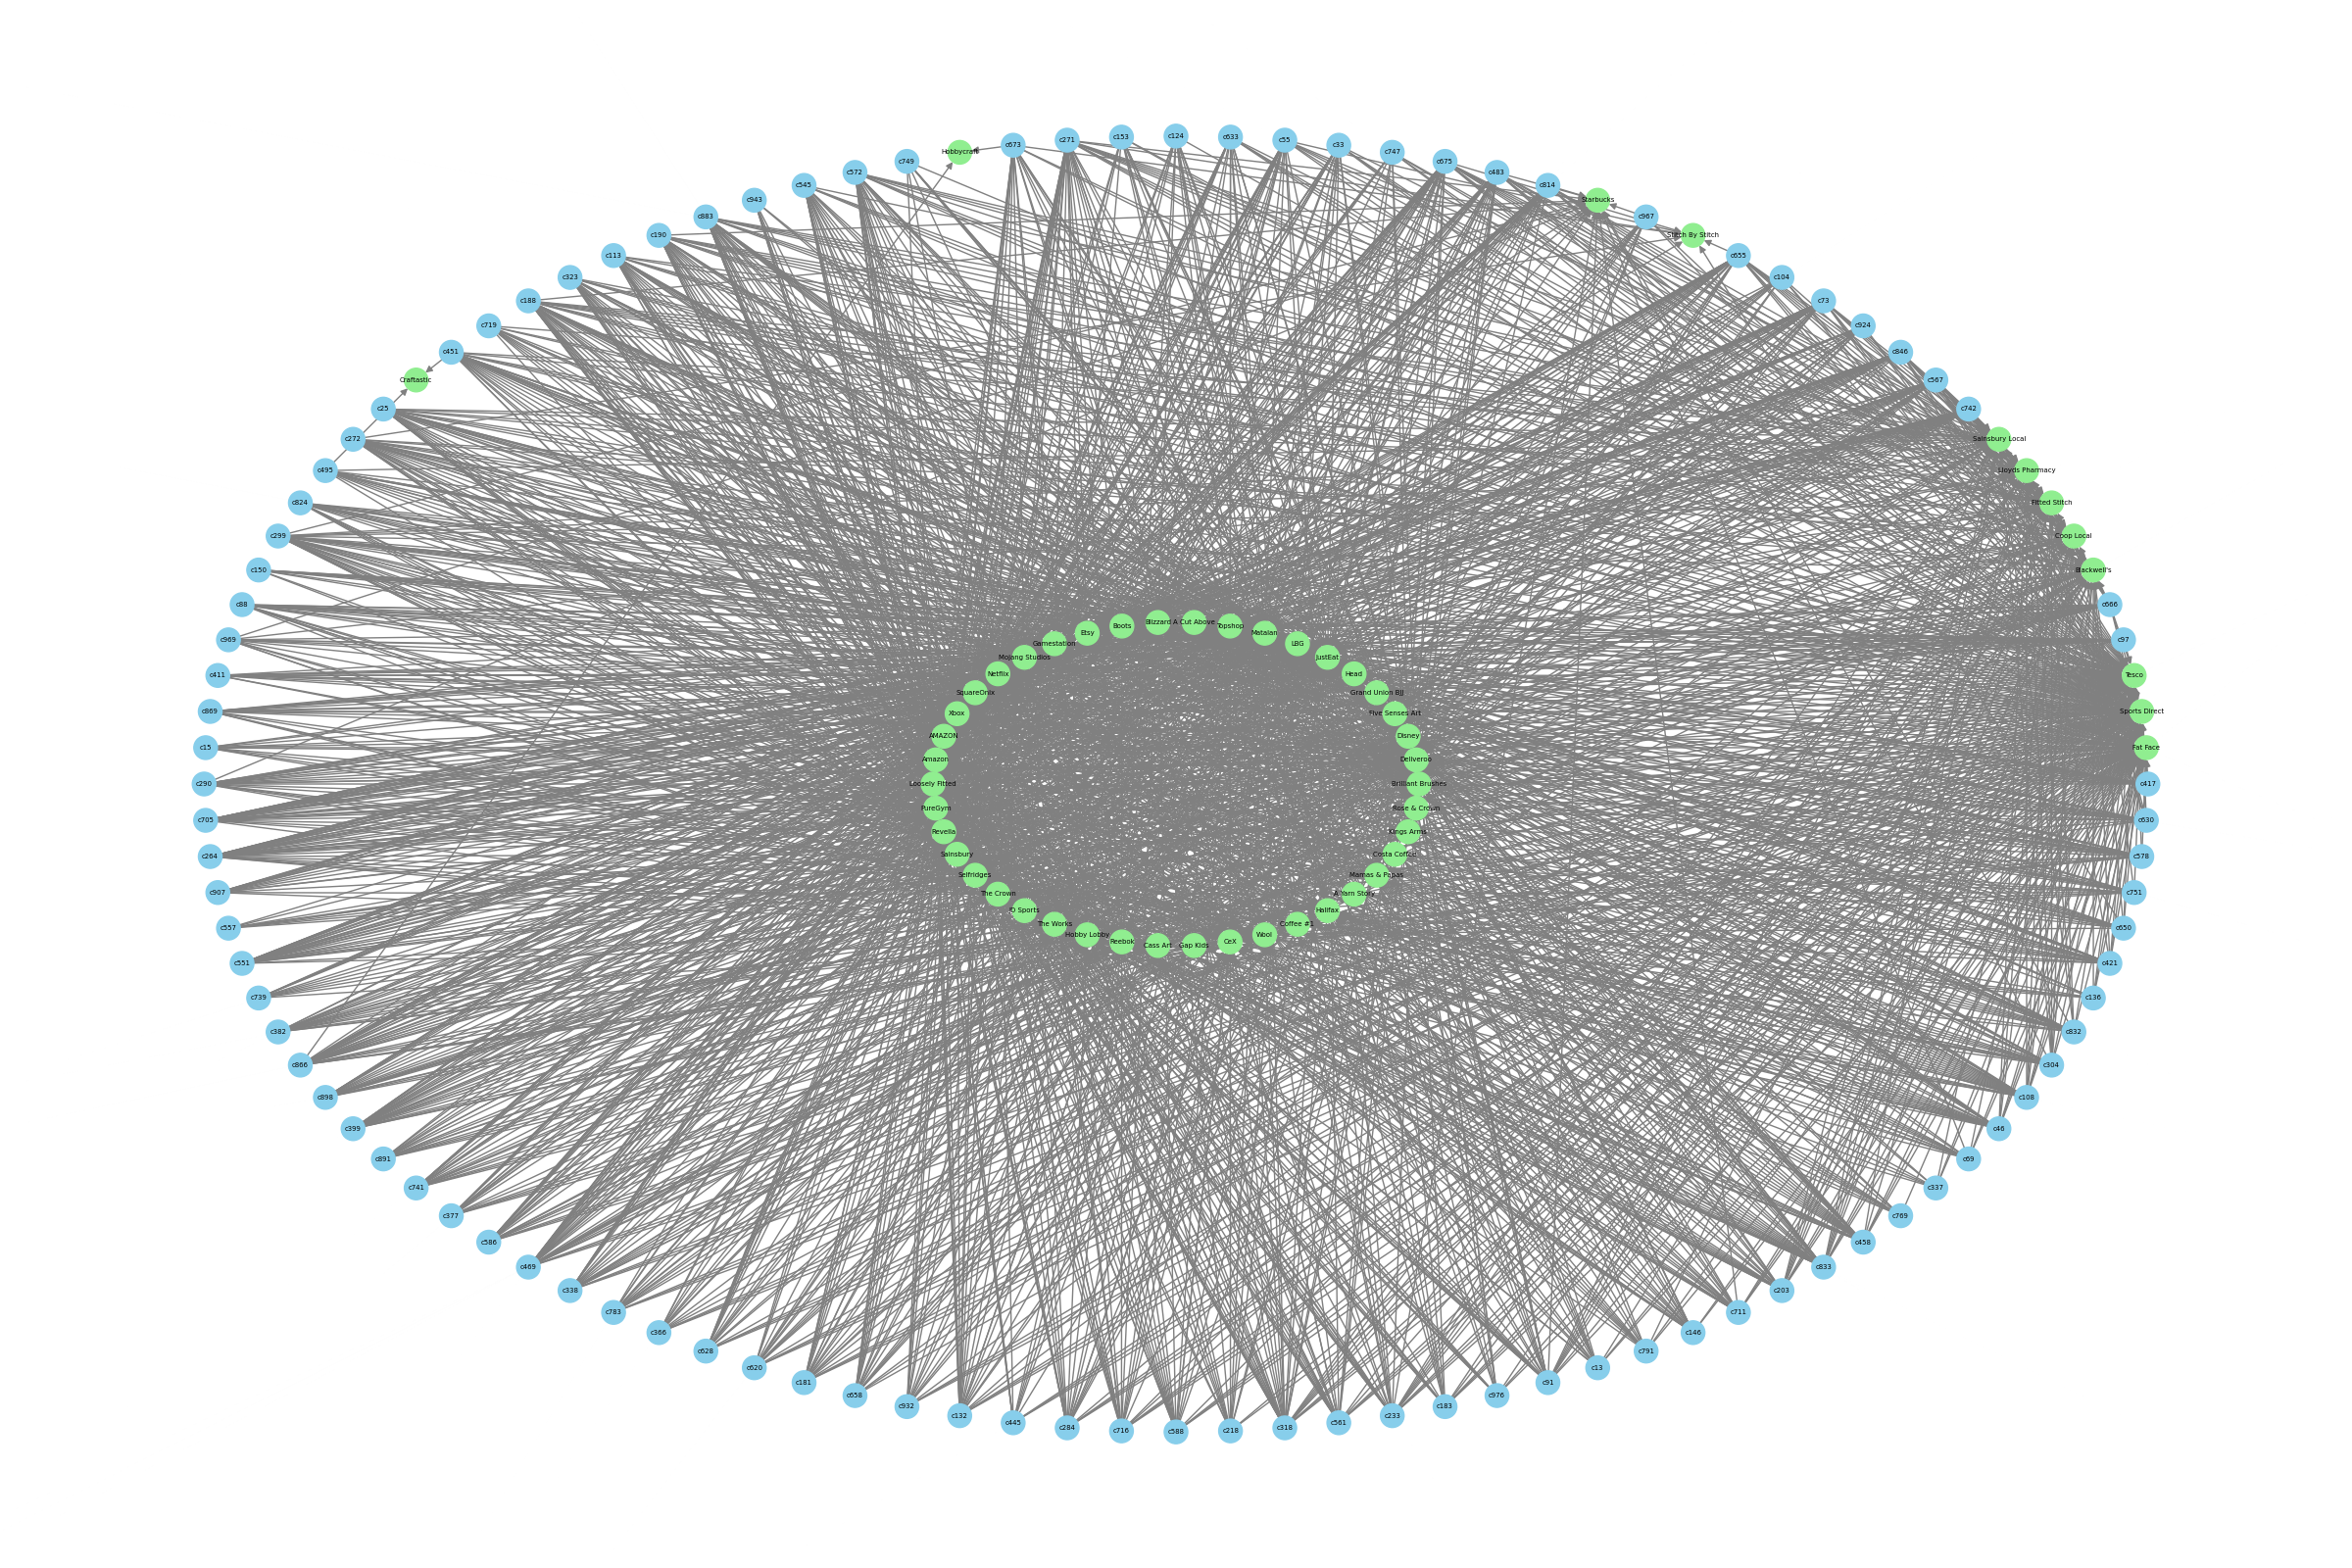 c673
c271
c153
c124
c633
c55
c33
c747
c675
c483
c814
Starbucks
c967
Stitch By Stitch
c655
c104
c73
c924
c846
c567
c742
Sainsbury Local
Lloyds Pharmacy
Fitted Stitch
Coop Local
Blackwell's
c666
c97
Tesco
Sports Direct
Fat Face
c417
c630
c578
c751
c650
c421
c136
c832
c304
c108
c46
c69
c337
c769
c458
c833
c203
c711
c146
c791
c13
c91
c976
c183
c233
c561
c318
c218
c588
c716
c284
c445
c132
c932
c658
c181
c620
c628
c366
c783
c338
c469
c586
c377
c741
c891
c399
c898
c866
c382
c739
c551
c557
c907
c264
c705
c290
c15
c869
c411
c969
c88
c150
c299
c824
c495
c272
c25
Craftastic
c451
c719
c188
c323
c113
c190
c883
c943
c545
c572
c749
Hobbycraft
Blizzard
A Cut Above
Topshop
Matalan
LBG
JustEat
Head
Grand Union BJJ
Five Senses Art
Disney
Deliveroo
Brilliant Brushes
Rose & Crown
Kings Arms
Costa Coffee
Mamas & Papas
A Yarn Story
Halifax
Coffee #1
Wool
CeX
Gap Kids
Cass Art
Reebok
Hobby Lobby
The Works
The Crown
Selfridges
Sainsbury
Revella
PureGym
Loosely Fitted
Amazon
AMAZON
Xbox
SquareOnix
Netflix
Mojang Studios
Gamestation
Etsy
Boots